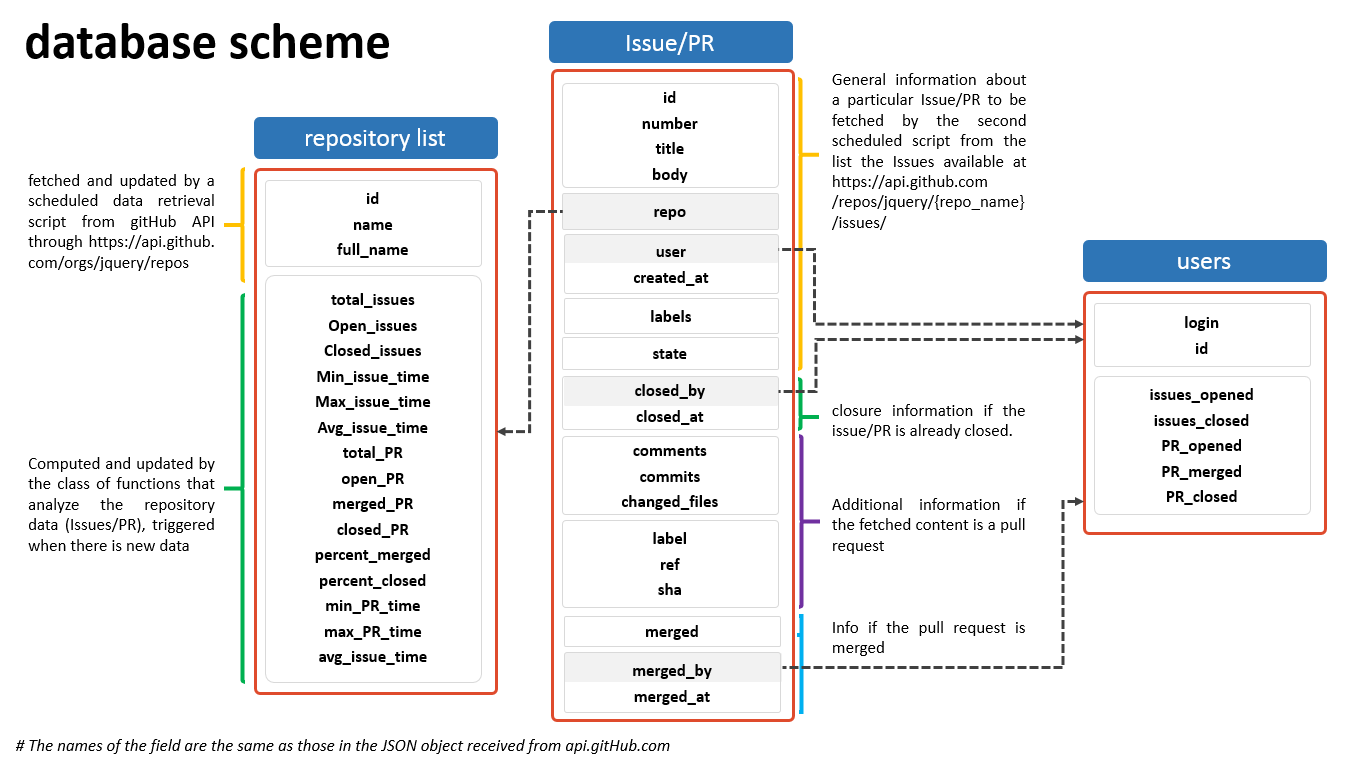 database scheme
repository list
fetched and updated by a
scheduled data retrieval
script from gitHub API
through https://api.github.
com/orgs/jquery/repos
Computed and updated by
the class of functions that
analyze the repository
data (Issues/PR), triggered
when there is new data
id
name
full_name
total_issues
Open_issues
Closed_issues
Min_issue_time
Max_issue_time
Avg_issue_time
total_PR
open_PR
merged_PR
closed_PR
percent_merged
percent_closed
min_PR_time
max_PR_time
avg_issue_time
Issue/PR
id
number
title
body
repo
user
created_at
labels
state
closed_by
closed_at
comments
commits
changed_files
label
ref
sha
merged
merged_by
merged_at
General information about
a particular Issue/PR to be
fetched by the second
scheduled script from the
list the Issues available at
https://api.github.com
/repos/jquery/{repo_name}
/issues/
closure information if the
issue/PR is already closed.
Additional information if
the fetched content is a pull
request
Info if the pull request is
merged
users
login
id
issues_opened
issues_closed
PR_opened
PR_merged
PR_closed
# The names of the field are the same as those in the JSON object received from api.gitHub.com